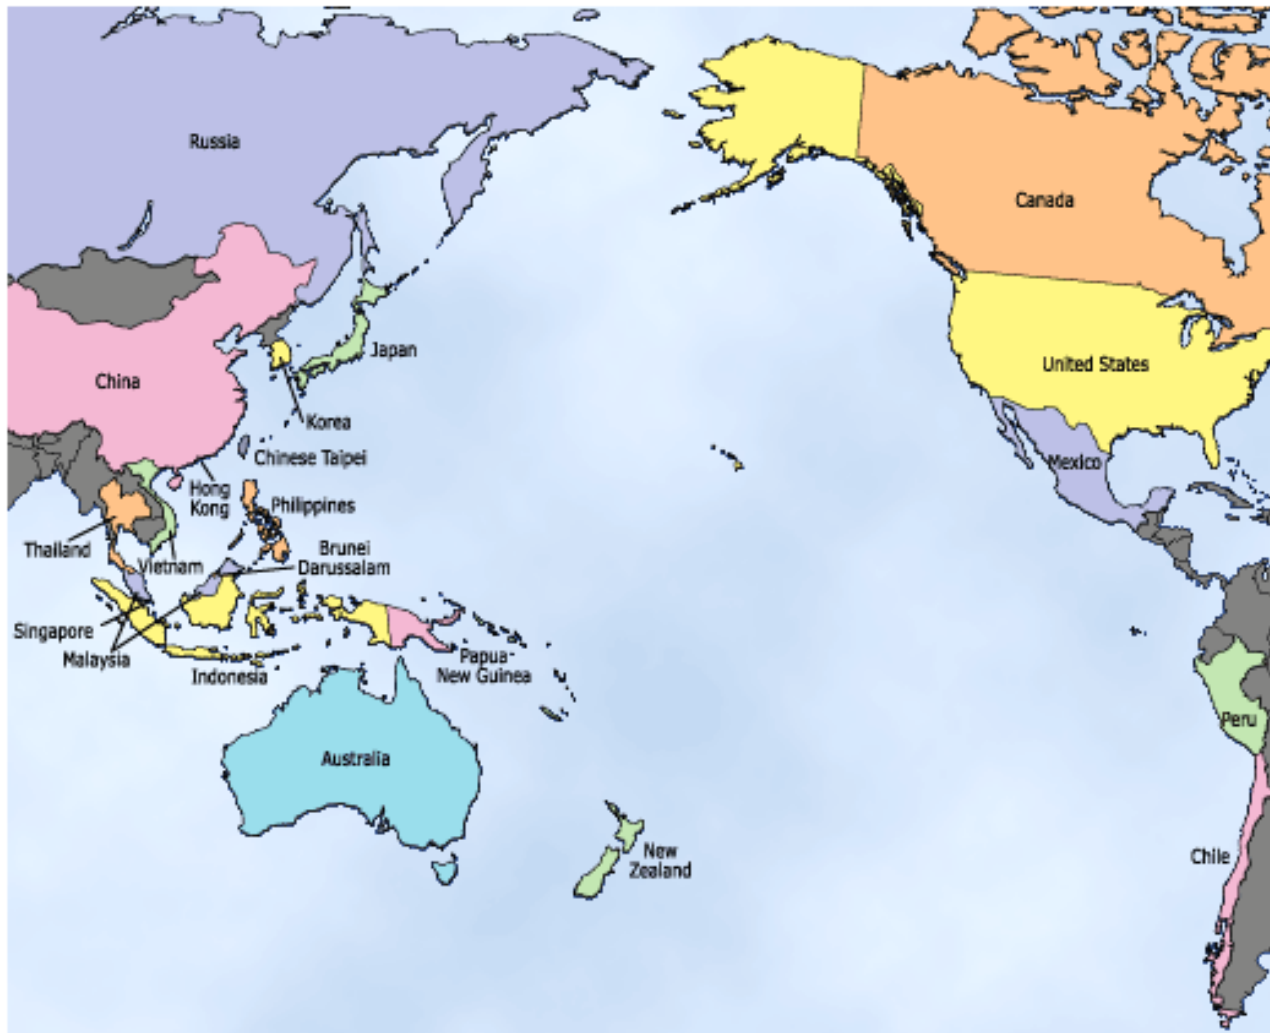 Russia
Canada
Japan
United States
China
Korea
Chinese Taipei
Mexico
Hong
Kong
Philippines
Thailand
Vietnam
Brunei
Darussalam
Singapore
Malaysia
Indonesia
Papua
New Guinea
Peru
Australia
New
Zealand
Chile